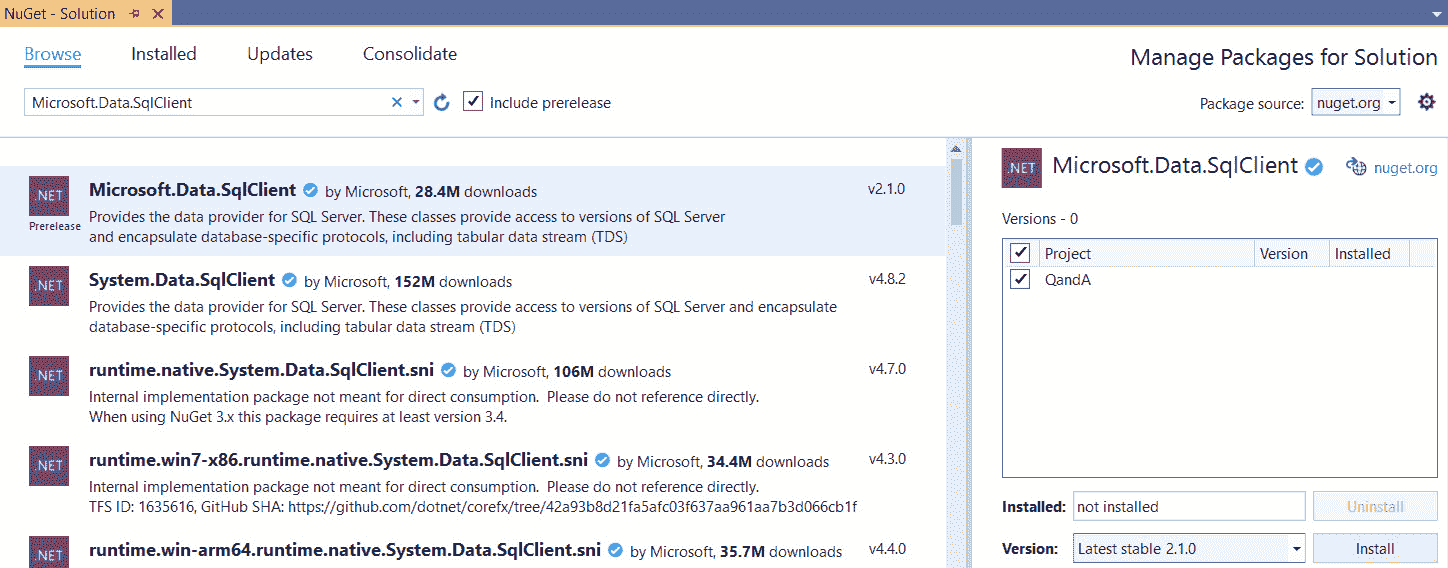 NuGet - Solution
Browse Installed Updates Consolidate
Manage Packages for Solution
Microsoft.Data.SqlClient
Include prerelease
Package source: nuget.org
.NET
Prerelease
Microsoft.Data.SqlClient by Microsoft, 28.4M downloads v2.1.0
Provides the data provider for SQL Server. These classes provide access to versions of SQL Server
and encapsulate database-specific protocols, including tabular data stream (TDS)
.NET
System.Data.SqlClient by Microsoft, 152M downloads v4.8.2
Provides the data provider for SQL Server. These classes provide access to versions of SQL Server and encapsulate
database-specific protocols, including tabular data stream (TDS)
.NET
runtime.native.System.Data.SqlClient.sni by Microsoft, 106M downloads v4.7.0
Internal implementation package not meant for direct consumption. Please do not reference directly.
When using NuGet 3.x this package requires at least version 3.4.
.NET
runtime.win7-x86.runtime.native.System.Data.SqlClient.sni by Microsoft, 34.4M downloads v4.3.0
Internal implementation package not meant for direct consumption. Please do not reference directly.
TFS ID: 1635616, GitHub SHA: https://github.com/dotnet/corefx/tree/42a93b8d21fa5afc03f637aa961aa7b3d066cb1f
.NET
runtime.win-arm64.runtime.native.System.Data.SqlClient.sni by Microsoft, 35.7M downloads v4.4.0
.NET
Microsoft.Data.SqlClient nuget.org
Versions - 0
Project Version Installed
QandA
Installed: not installed Uninstall
Version: Latest stable 2.1.0 Install